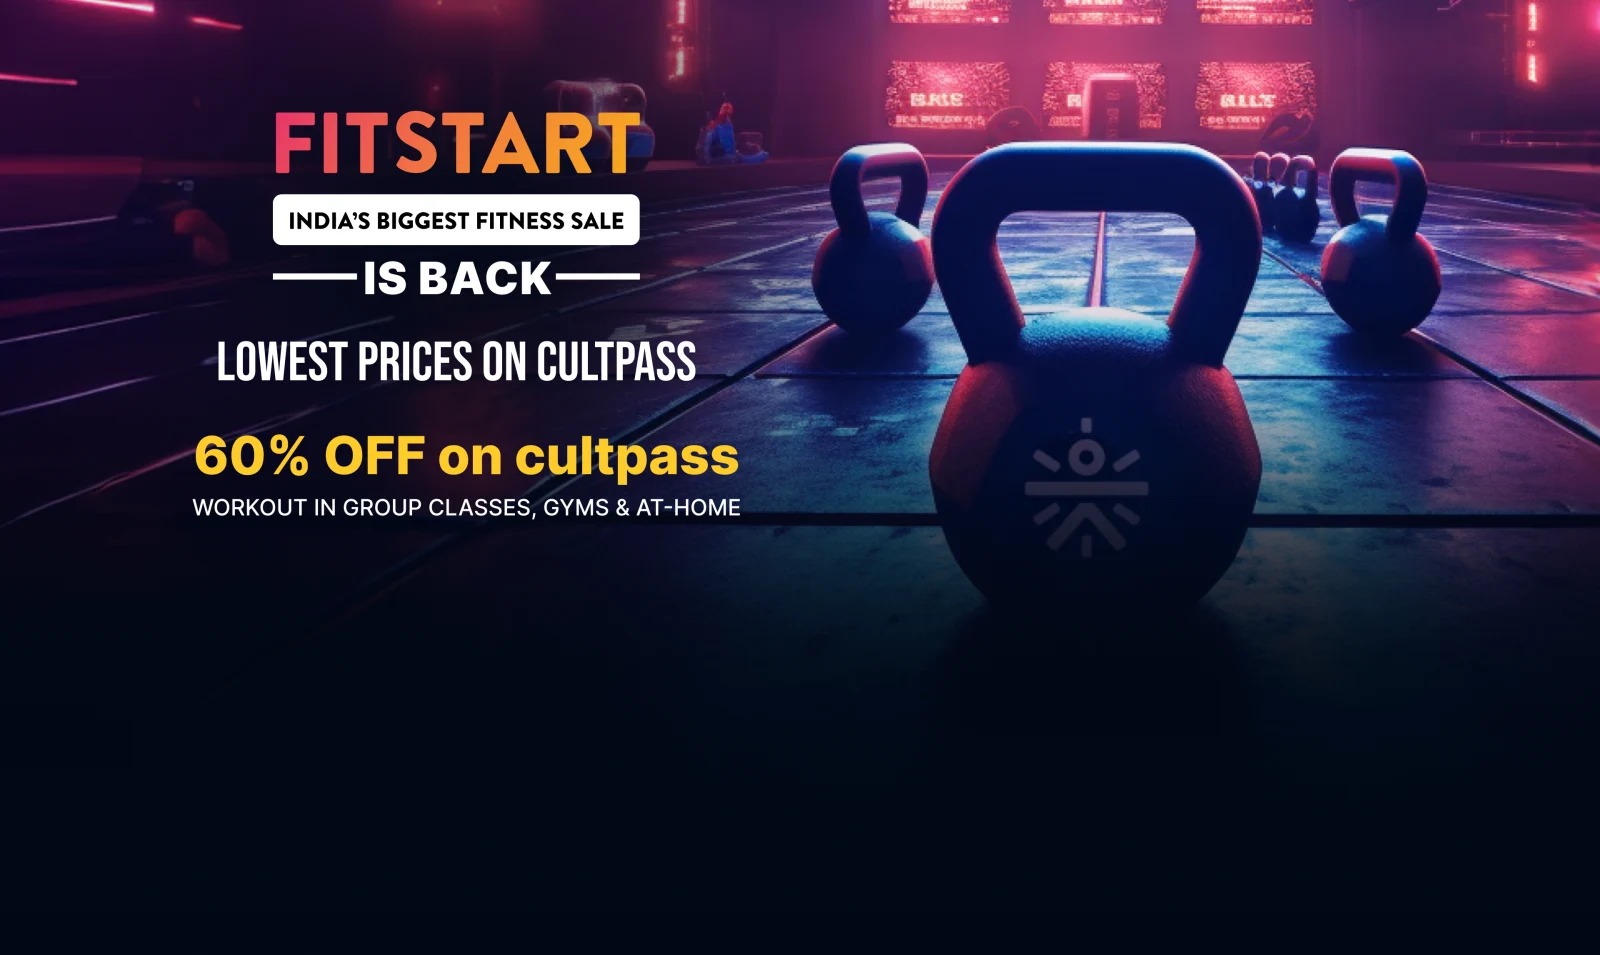 FITSTART
INDIA'S BIGGEST FITNESS SALE
IS BACK
LOWEST PRICES ON CULTPASS
60% OFF on cultpass
WORKOUT IN GROUP CLASSES, GYMS & AT-HOME